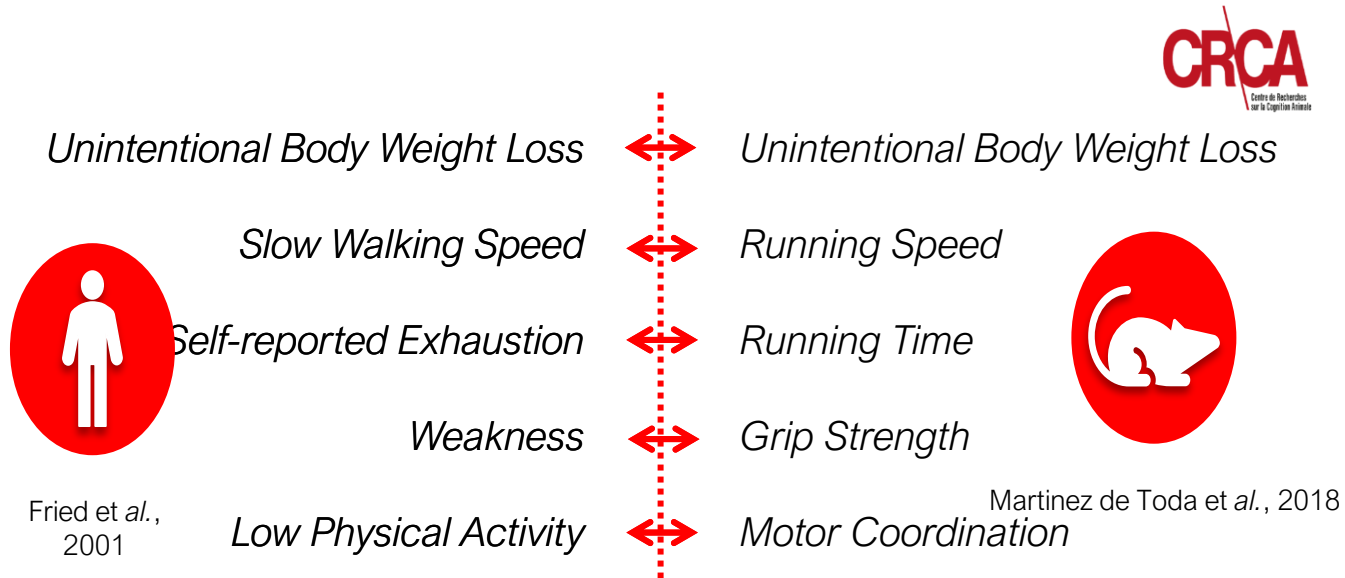 CRCA
Centre de Recherches
sur la Cognition Animale
Unintentional Body Weight Loss
Unintentional Body Weight Loss
Slow Walking Speed
Running Speed
Self-reported Exhaustion
Running Time
Weakness
Grip Strength
Fried et al.,
2001
Martinez de Toda et al., 2018
Low Physical Activity
Motor Coordination